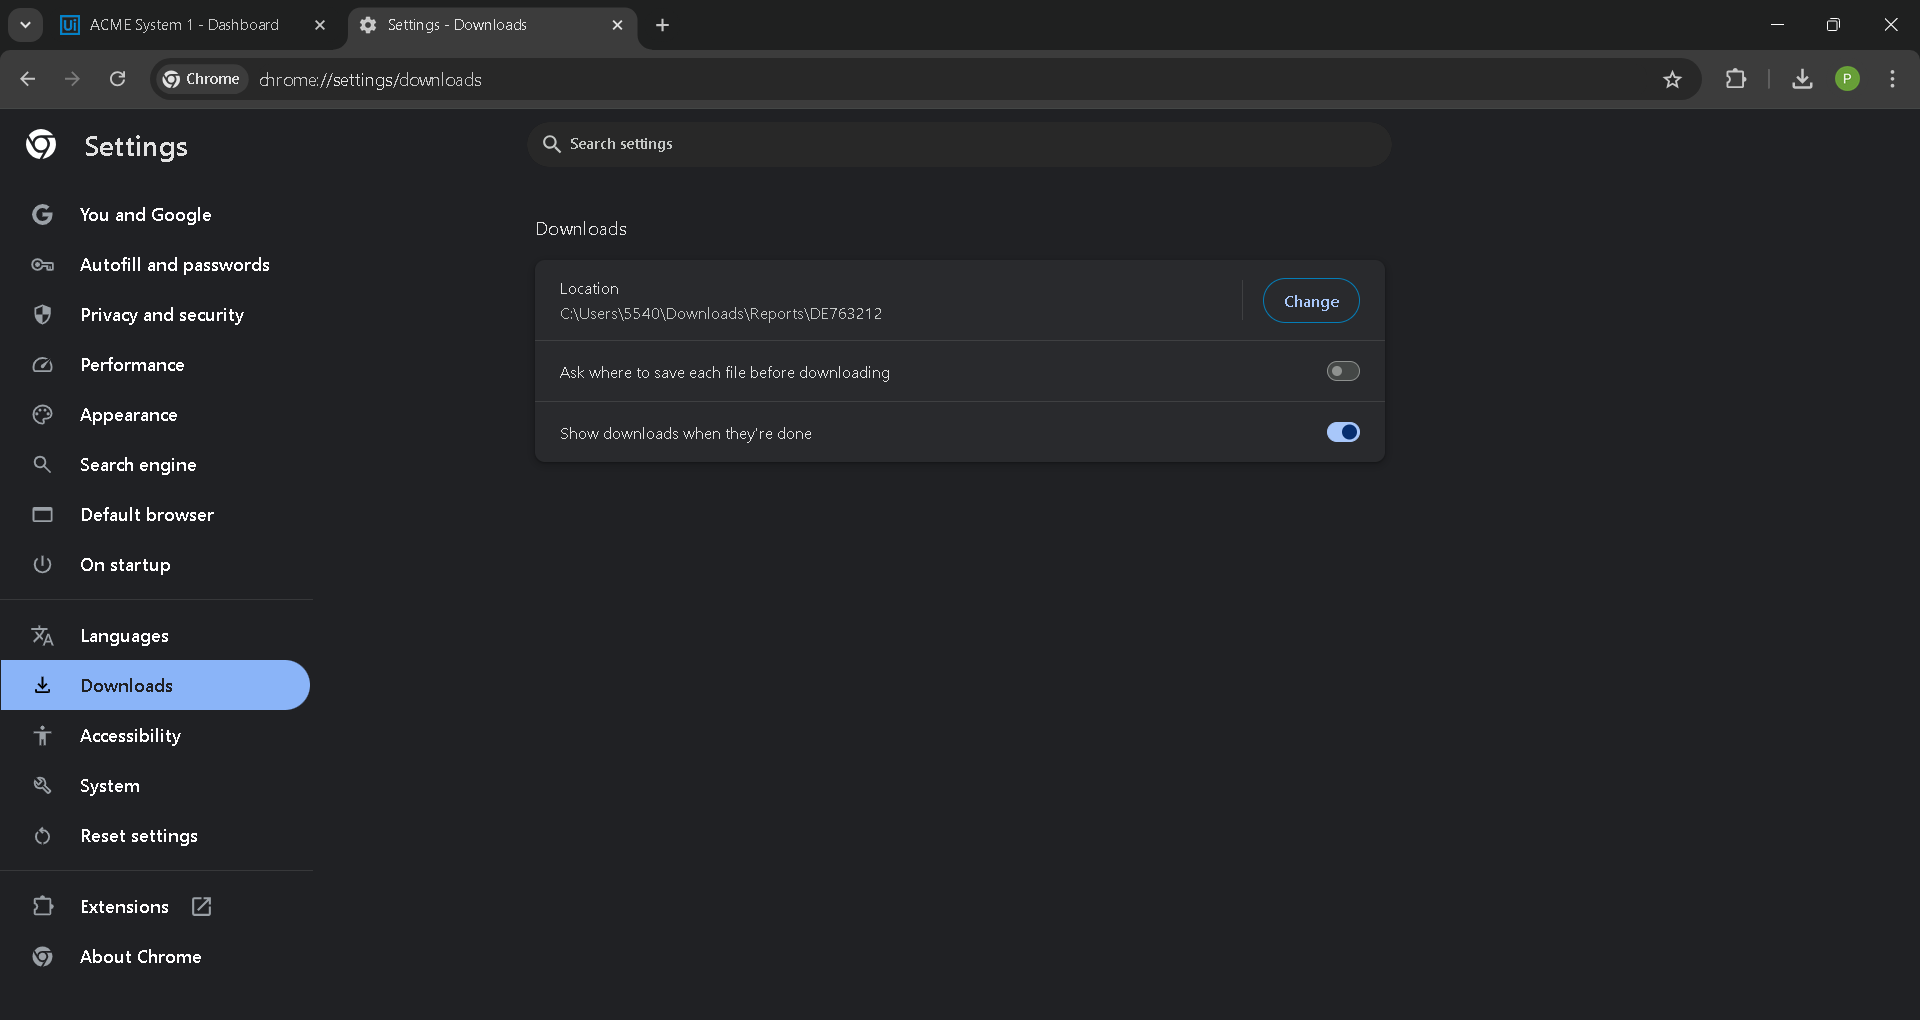 Ui ACME System 1 - Dashboard
Settings - Downloads
Chrome chrome://settings/downloads
P
Settings
Search settings
You and Google
Autofill and passwords
Privacy and security
Performance
Appearance
Search engine
Default browser
On startup
Languages
Downloads
Accessibility
System
Reset settings
Extensions
About Chrome
Downloads
Location
C:\Users\5540\Downloads\Reports\DE763212
Change
Ask where to save each file before downloading
Show downloads when they're done